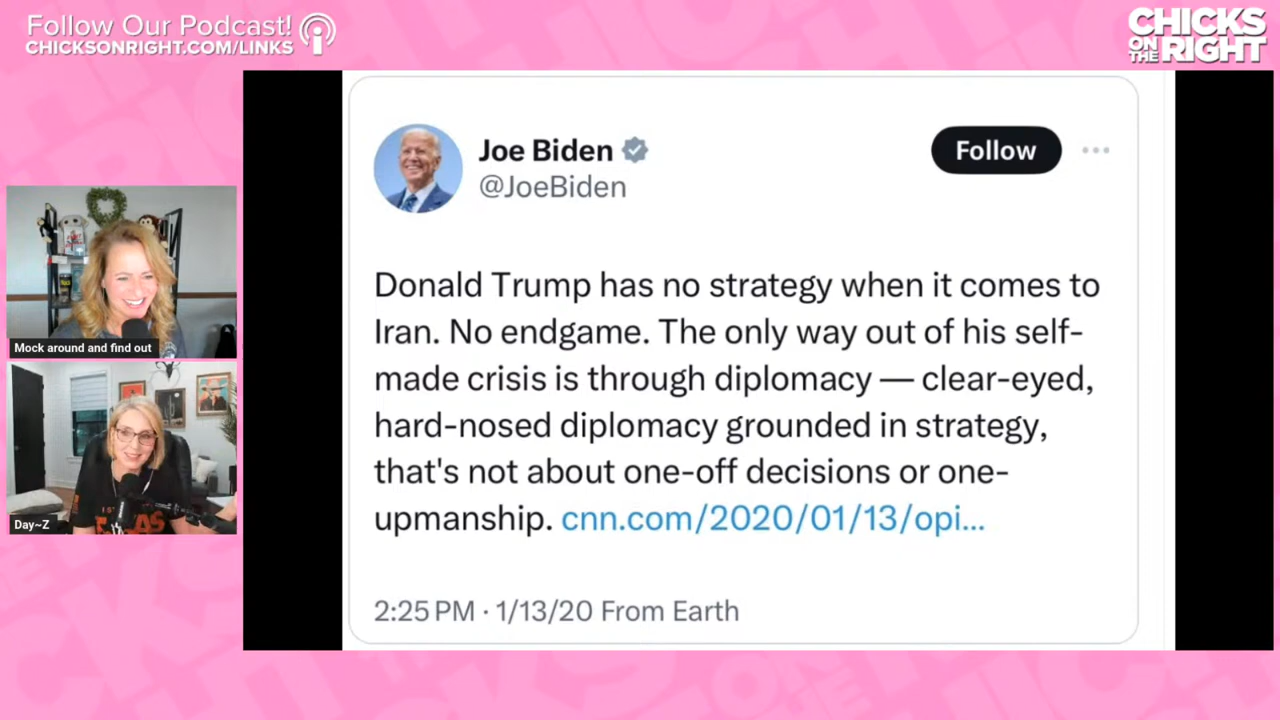 Follow Our Podcast!
CHICKSONRIGHT.COM/LINKS
CHICKS
ON THE RIGHT
Joe Biden
@JoeBiden
Follow
Donald Trump has no strategy when it comes to
Iran. No endgame. The only way out of his self-
made crisis is through diplomacy — clear-eyed,
hard-nosed diplomacy grounded in strategy,
that's not about one-off decisions or one-
upmanship. cnn.com/2020/01/13/opi...
2:25 PM · 1/13/20 From Earth
Mock around and find out
Day~Z